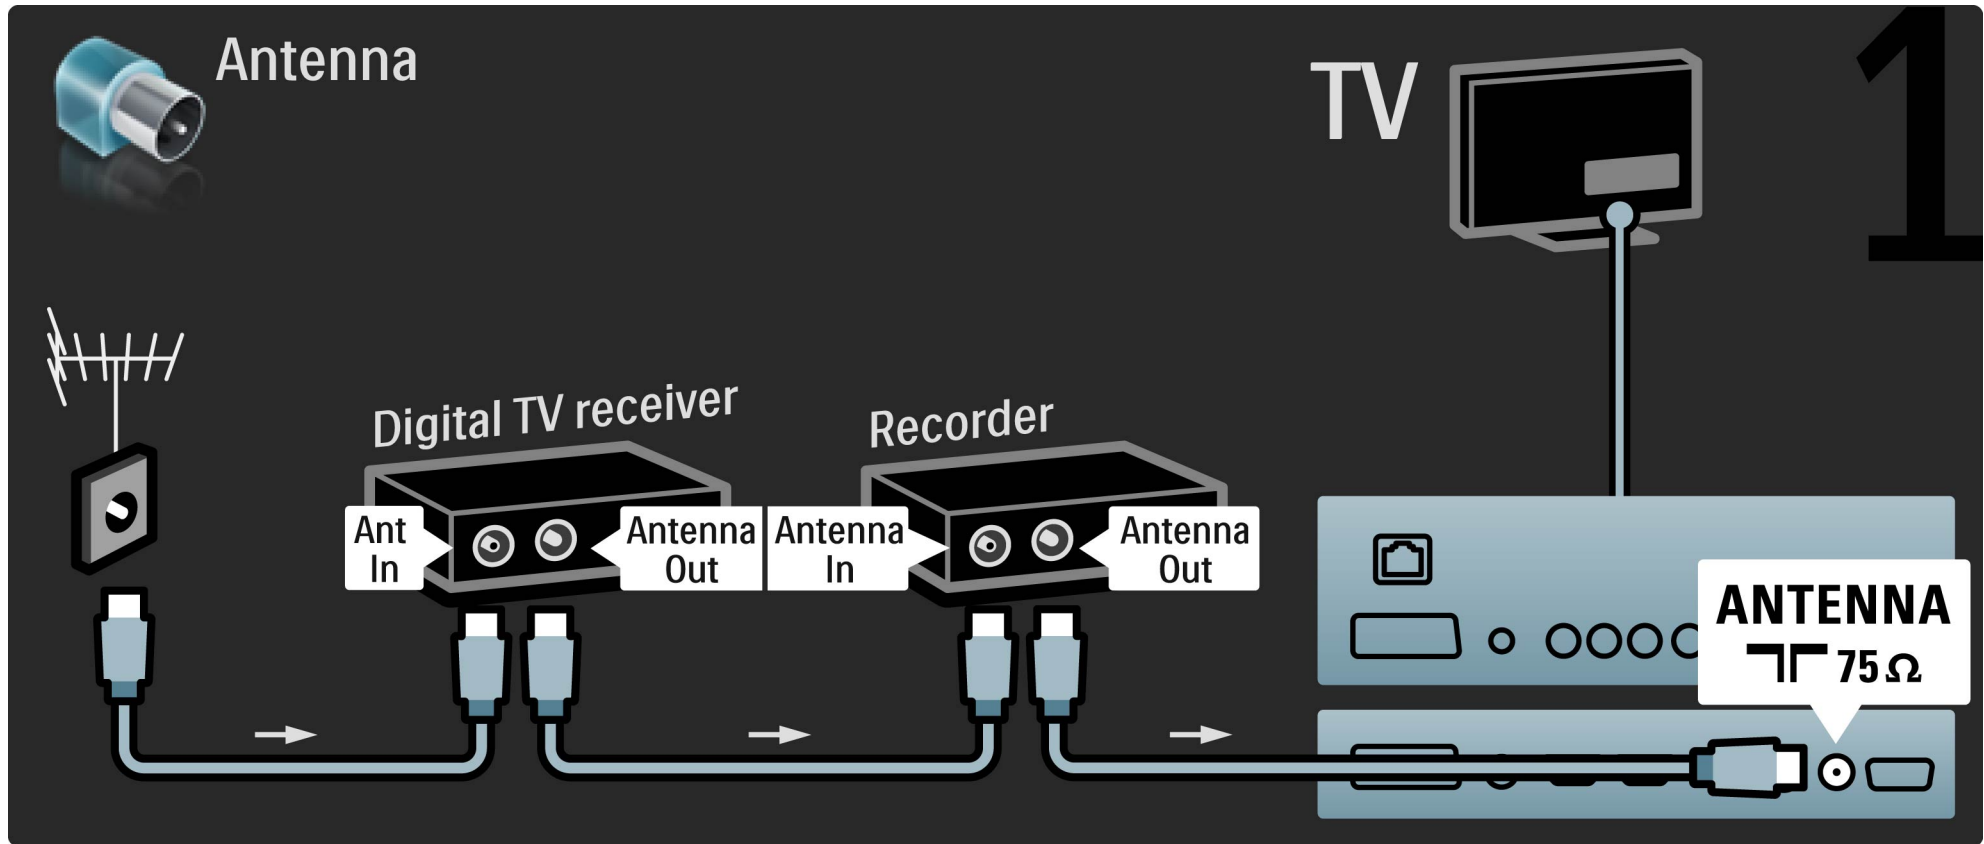 Antenna
TV
1
Digital TV receiver
Recorder
Ant
In
Antenna
Out
Antenna
In
Antenna
Out
ANTENNA
75 Ω